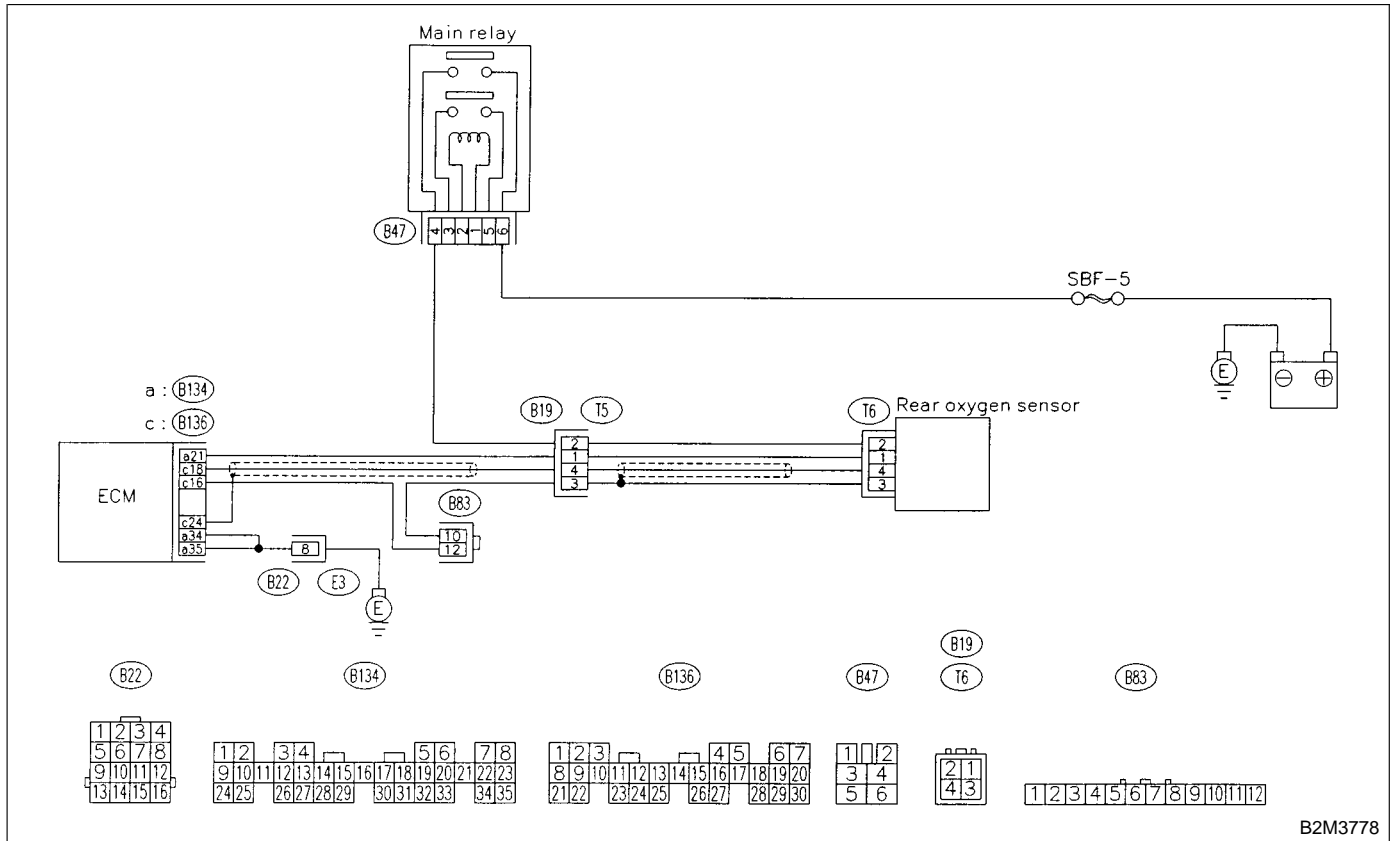 Main relay
B47
4 3 2 1 5 6
SBF-5
E
⊖ ⊕
a : B134
c : B136
B19 T5 T6 Rear oxygen sensor
ECM
a21
c18
c16
c24
a34
a35
2
1
4
3
2
1
4
3
B83
10
12
8
B22 E3
E
B22 B134 B136 B47 B19 T6 B83
1 2 3 4
5 6 7 8
9 10 11 12
13 14 15 16
1 2 3 4 5 6 7 8
9 10 11 12 13 14 15 16 17 18 19 20 21 22 23
24 25 26 27 28 29 30 31 32 33 34 35
1 2 3 4 5 6 7
8 9 10 11 12 13 14 15 16 17 18 19 20
21 22 23 24 25 26 27 28 29 30
1 2
3 4
5 6
2 1
4 3
1 2 3 4 5 6 7 8 9 10 11 12
B2M3778